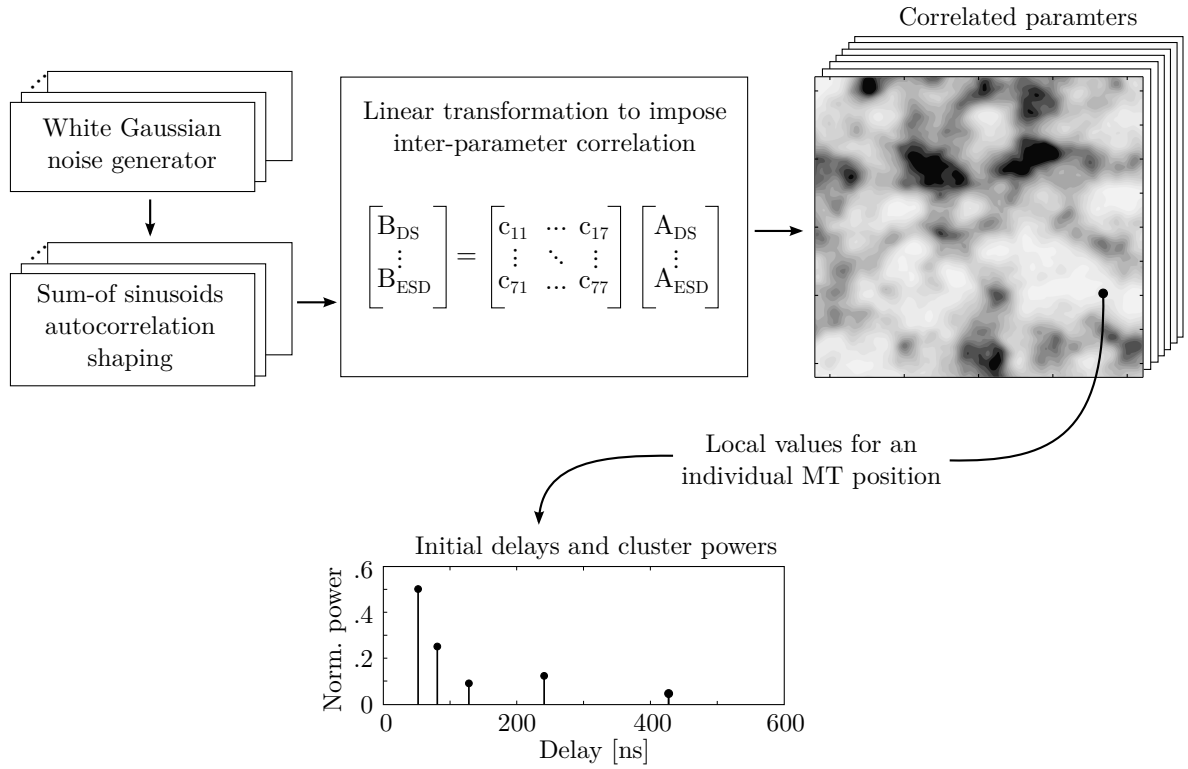 Correlated paramters
White Gaussian
noise generator
Sum-of sinusoids
autocorrelation
shaping
Linear transformation to impose
inter-parameter correlation
B_DS ⋮ B_ESD = c_11 ... c_17 ⋮ ⋱ ⋮ c_71 ... c_77 A_DS ⋮ A_ESD
Local values for an
individual MT position
Initial delays and cluster powers
Norm. power
.6
.4
.2
0
0 200 400 600
Delay [ns]